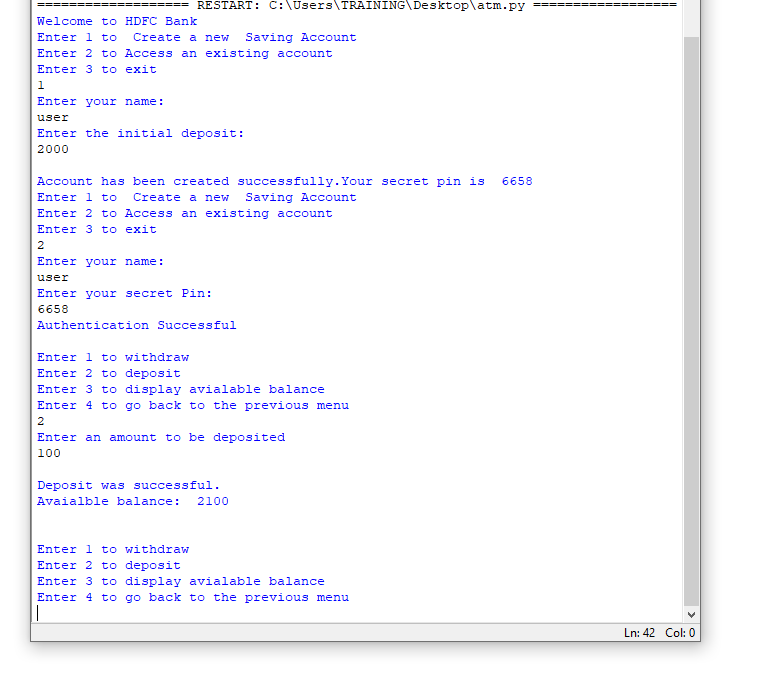 =================== RESTART: C:\Users\TRAINING\Desktop\atm.py ==================
Welcome to HDFC Bank
Enter 1 to  Create a new  Saving Account
Enter 2 to Access an existing account
Enter 3 to exit
1
Enter your name:
user
Enter the initial deposit:
2000
Account has been created successfully.Your secret pin is  6658
Enter 1 to  Create a new  Saving Account
Enter 2 to Access an existing account
Enter 3 to exit
2
Enter your name:
user
Enter your secret Pin:
6658
Authentication Successful
Enter 1 to withdraw
Enter 2 to deposit
Enter 3 to display avialable balance
Enter 4 to go back to the previous menu
2
Enter an amount to be deposited
100
Deposit was successful.
Avaialble balance:  2100
Enter 1 to withdraw
Enter 2 to deposit
Enter 3 to display avialable balance
Enter 4 to go back to the previous menu
Ln: 42 Col: 0